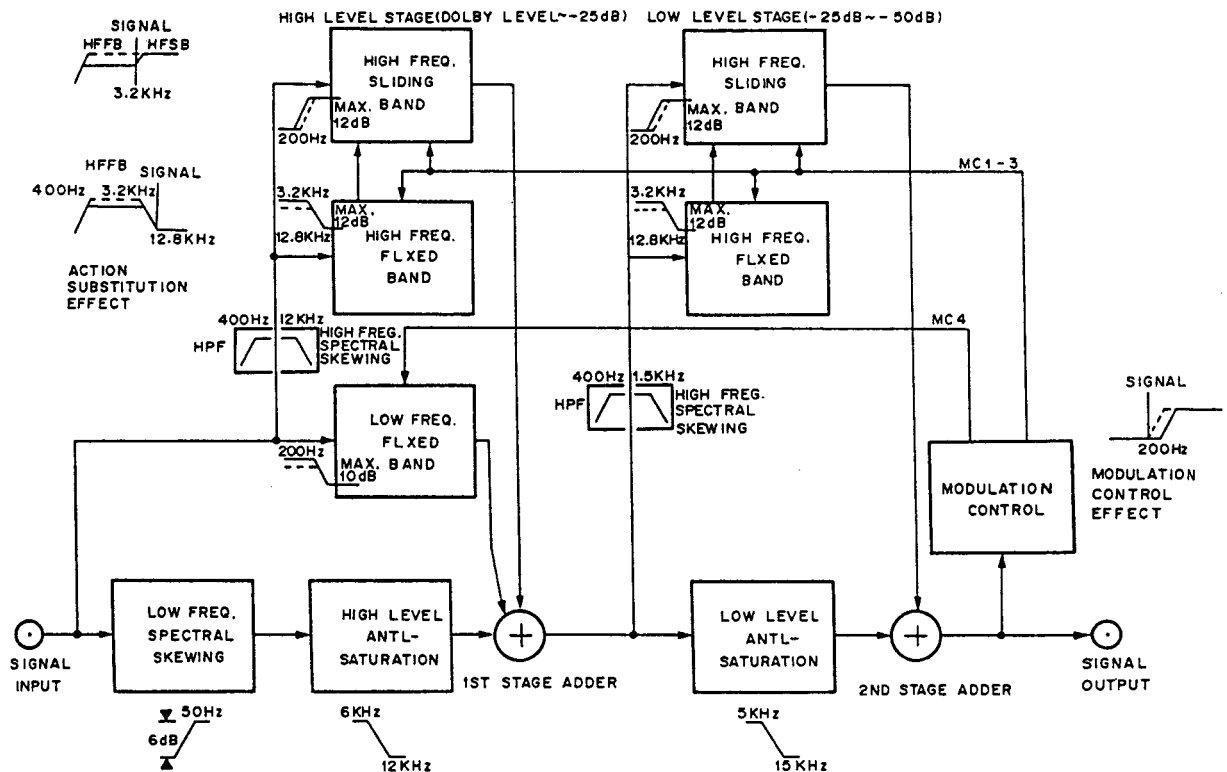 HIGH LEVEL STAGE(DOLBY LEVEL~-25dB) LOW LEVEL STAGE(-25dB~-50dB)
SIGNAL
HFFB HFSB
3.2KHz
HIGH FREQ.
SLIDING
BAND
MAX.
12dB
200Hz
HIGH FREQ.
SLIDING
BAND
MAX.
12dB
200Hz
MC1-3
HFFB
SIGNAL
400Hz 3.2KHz
12.8KHz
ACTION
SUBSTITUTION
EFFECT
3.2KHz
MAX.
12dB
12.8KHz
HIGH FREQ.
FLXED
BAND
3.2KHz
MAX.
12dB
12.8KHz
HIGH FREQ.
FLXED
BAND
400Hz 12KHz
HPF
HIGH FREG.
SPECTRAL
SKEWING
MC4
LOW FREQ.
FLXED
BAND
200Hz
MAX.
10dB
400Hz 1.5KHz
HPF
HIGH FREG.
SPECTRAL
SKEWING
SIGNAL
200Hz
MODULATION
CONTROL
EFFECT
MODULATION
CONTROL
SIGNAL
INPUT
LOW FREQ.
SPECTRAL
SKEWING
HIGH LEVEL
ANTL-
SATURATION
1ST STAGE ADDER
LOW LEVEL
ANTL-
SATURATION
2ND STAGE ADDER
SIGNAL
OUTPUT
50Hz
6dB
6KHz
12KHz
5KHz
15KHz